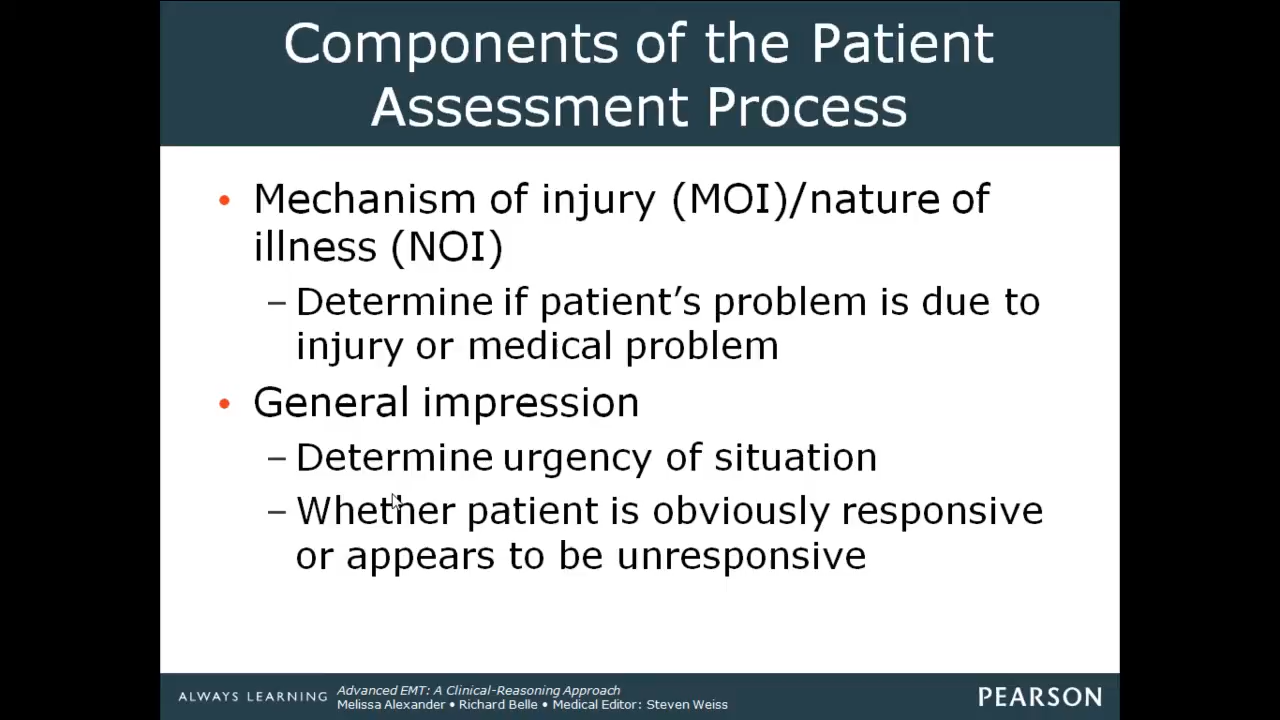 Components of the Patient
Assessment Process
• Mechanism of injury (MOI)/nature of
illness (NOI)
– Determine if patient’s problem is due to
injury or medical problem
• General impression
– Determine urgency of situation
– Whether patient is obviously responsive
or appears to be unresponsive
ALWAYS LEARNING
Advanced EMT: A Clinical-Reasoning Approach
Melissa Alexander • Richard Belle • Medical Editor: Steven Weiss
PEARSON